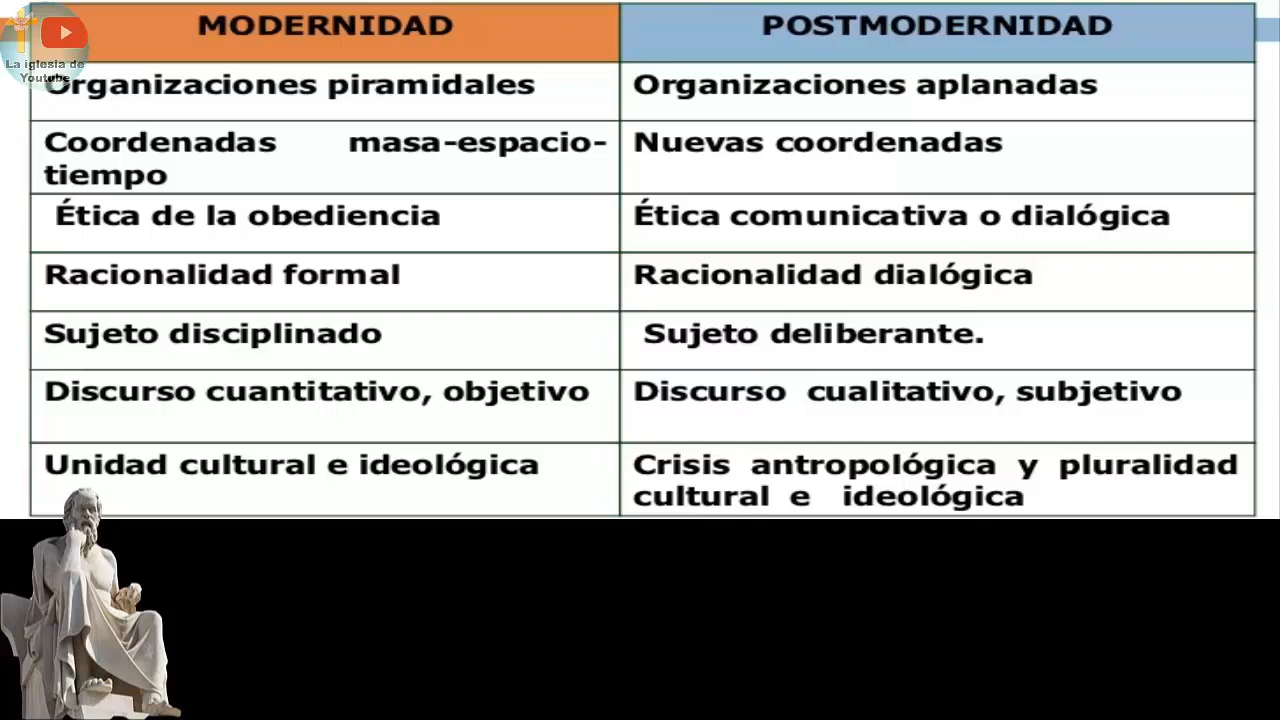 MODERNIDAD POSTMODERNIDAD
La iglesia de
Youtube
Organizaciones piramidales Organizaciones aplanadas
Coordenadas masa-espacio- Nuevas coordenadas
tiempo
Ética de la obediencia Ética comunicativa o dialógica
Racionalidad formal Racionalidad dialógica
Sujeto disciplinado Sujeto deliberante.
Discurso cuantitativo, objetivo Discurso cualitativo, subjetivo
Unidad cultural e ideológica Crisis antropológica y pluralidad
cultural e ideológica